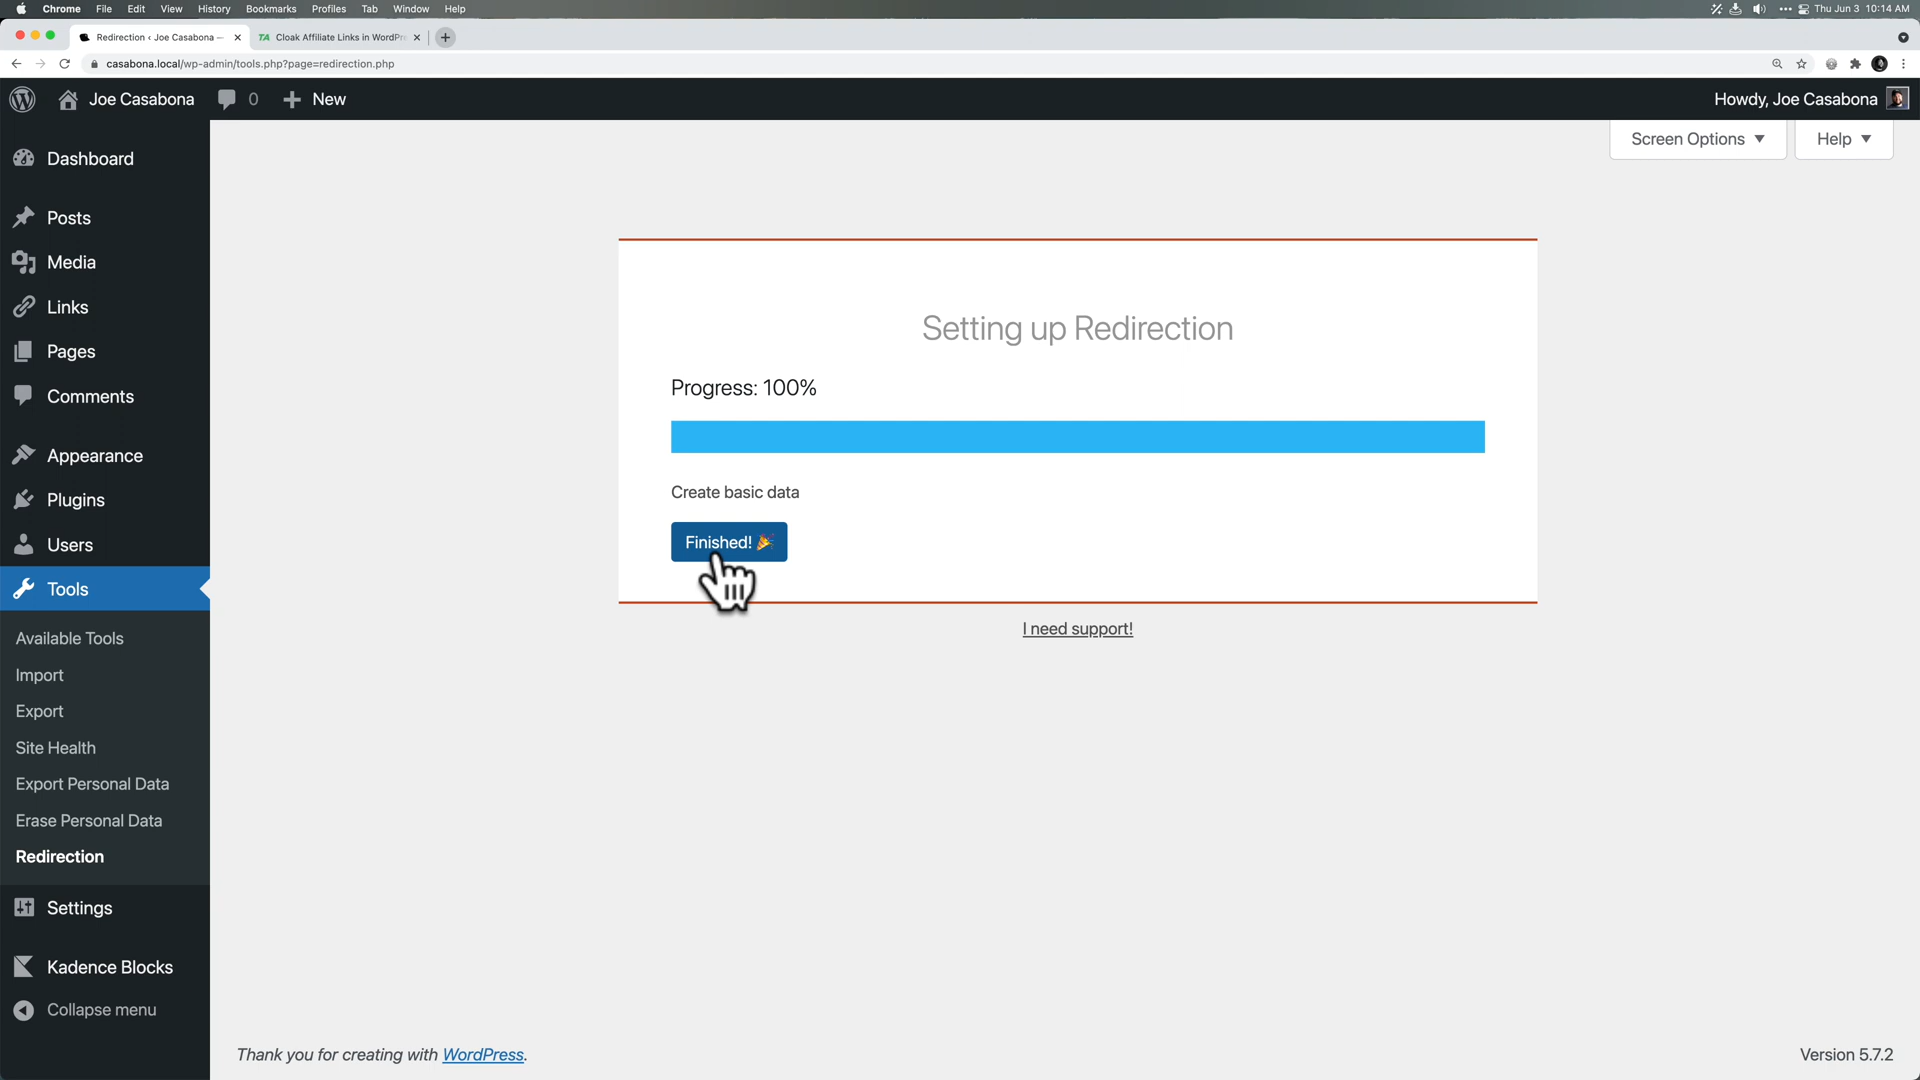 Chrome File Edit View History Bookmarks Profiles Tab Window Help
Thu Jun 3 10:14 AM
Redirection ‹ Joe Casabona —
TA Cloak Affiliate Links in WordPr
casabona.local/wp-admin/tools.php?page=redirection.php
Joe Casabona 0 New
Howdy, Joe Casabona
Screen Options
Help
Dashboard
Posts
Media
Links
Pages
Comments
Appearance
Plugins
Users
Tools
Available Tools
Import
Export
Site Health
Export Personal Data
Erase Personal Data
Redirection
Settings
Kadence Blocks
Collapse menu
Setting up Redirection
Progress: 100%
Create basic data
Finished! 🎉
I need support!
Thank you for creating with WordPress.
Version 5.7.2